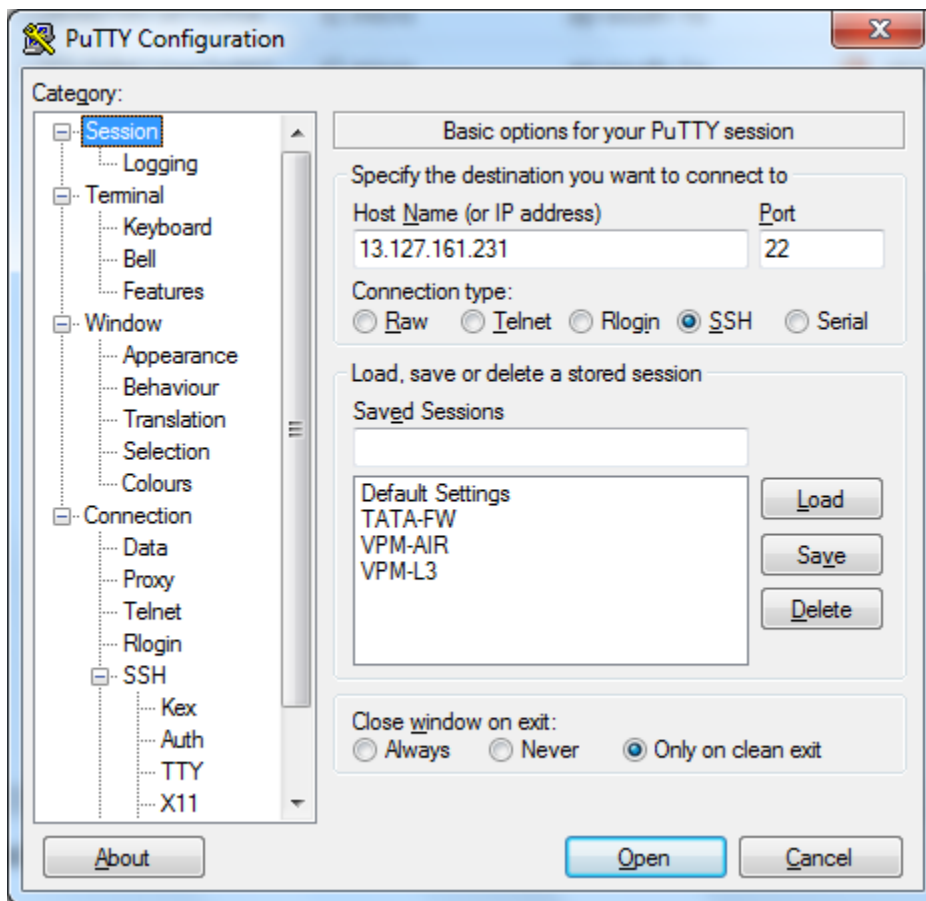 PuTTY Configuration
Category:
Session
Logging
Terminal
Keyboard
Bell
Features
Window
Appearance
Behaviour
Translation
Selection
Colours
Connection
Data
Proxy
Telnet
Rlogin
SSH
Kex
Auth
TTY
X11
Basic options for your PuTTY session
Specify the destination you want to connect to
Host Name (or IP address) Port
13.127.161.231 22
Connection type:
Raw Telnet Rlogin SSH Serial
Load, save or delete a stored session
Saved Sessions
Default Settings
TATA-FW
VPM-AIR
VPM-L3
Load
Save
Delete
Close window on exit:
Always Never Only on clean exit
About Open Cancel